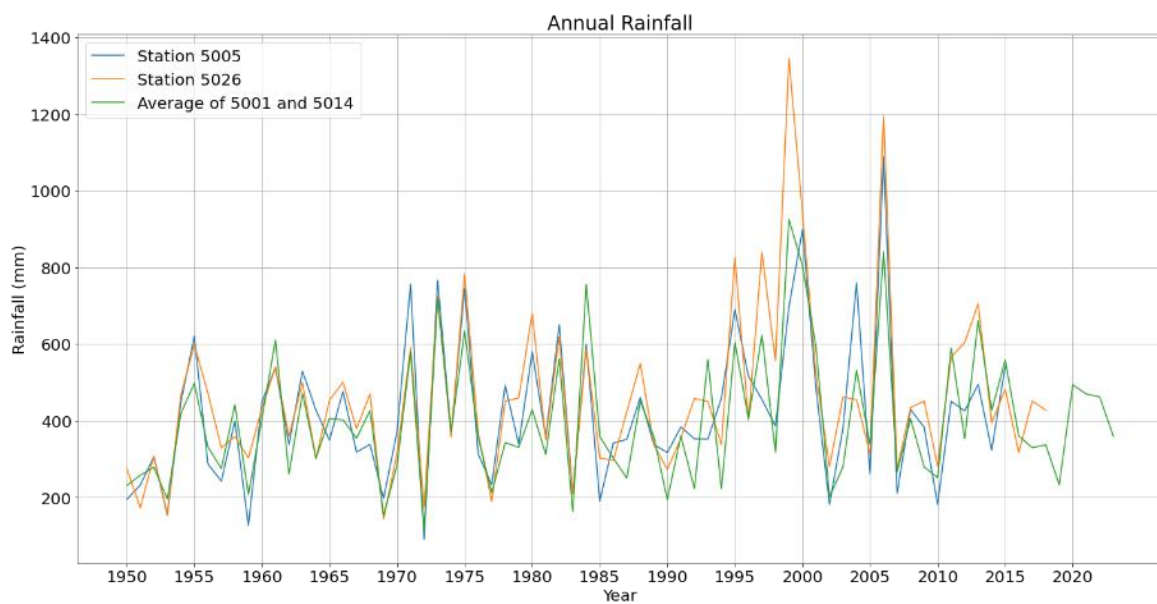 Annual Rainfall
Station 5005
Station 5026
Average of 5001 and 5014
Rainfall (mm)
1400
1200
1000
800
600
400
200
1950 1955 1960 1965 1970 1975 1980 1985 1990 1995 2000 2005 2010 2015 2020
Year